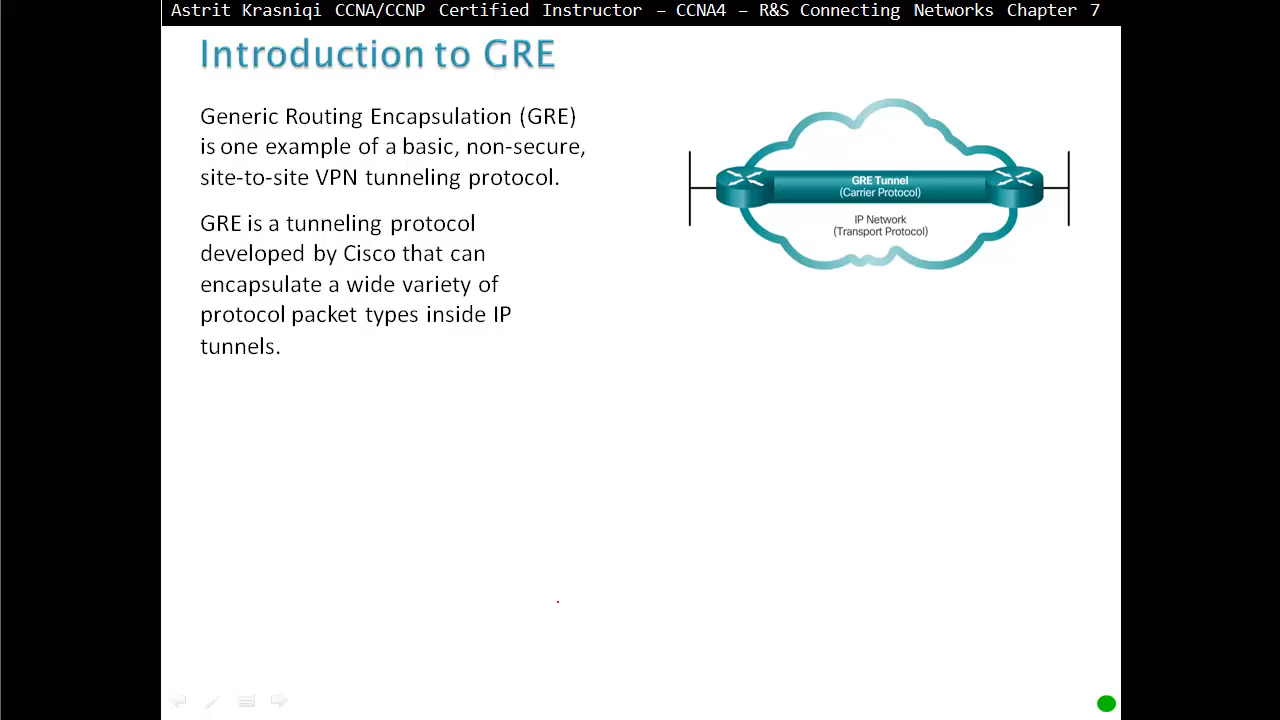 Astrit Krasniqi CCNA/CCNP Certified Instructor – CCNA4 – R&S Connecting Networks Chapter 7
Introduction to GRE
Generic Routing Encapsulation (GRE)
is one example of a basic, non-secure,
site-to-site VPN tunneling protocol.
GRE is a tunneling protocol
developed by Cisco that can
encapsulate a wide variety of
protocol packet types inside IP
tunnels.
GRE Tunnel
(Carrier Protocol)
IP Network
(Transport Protocol)